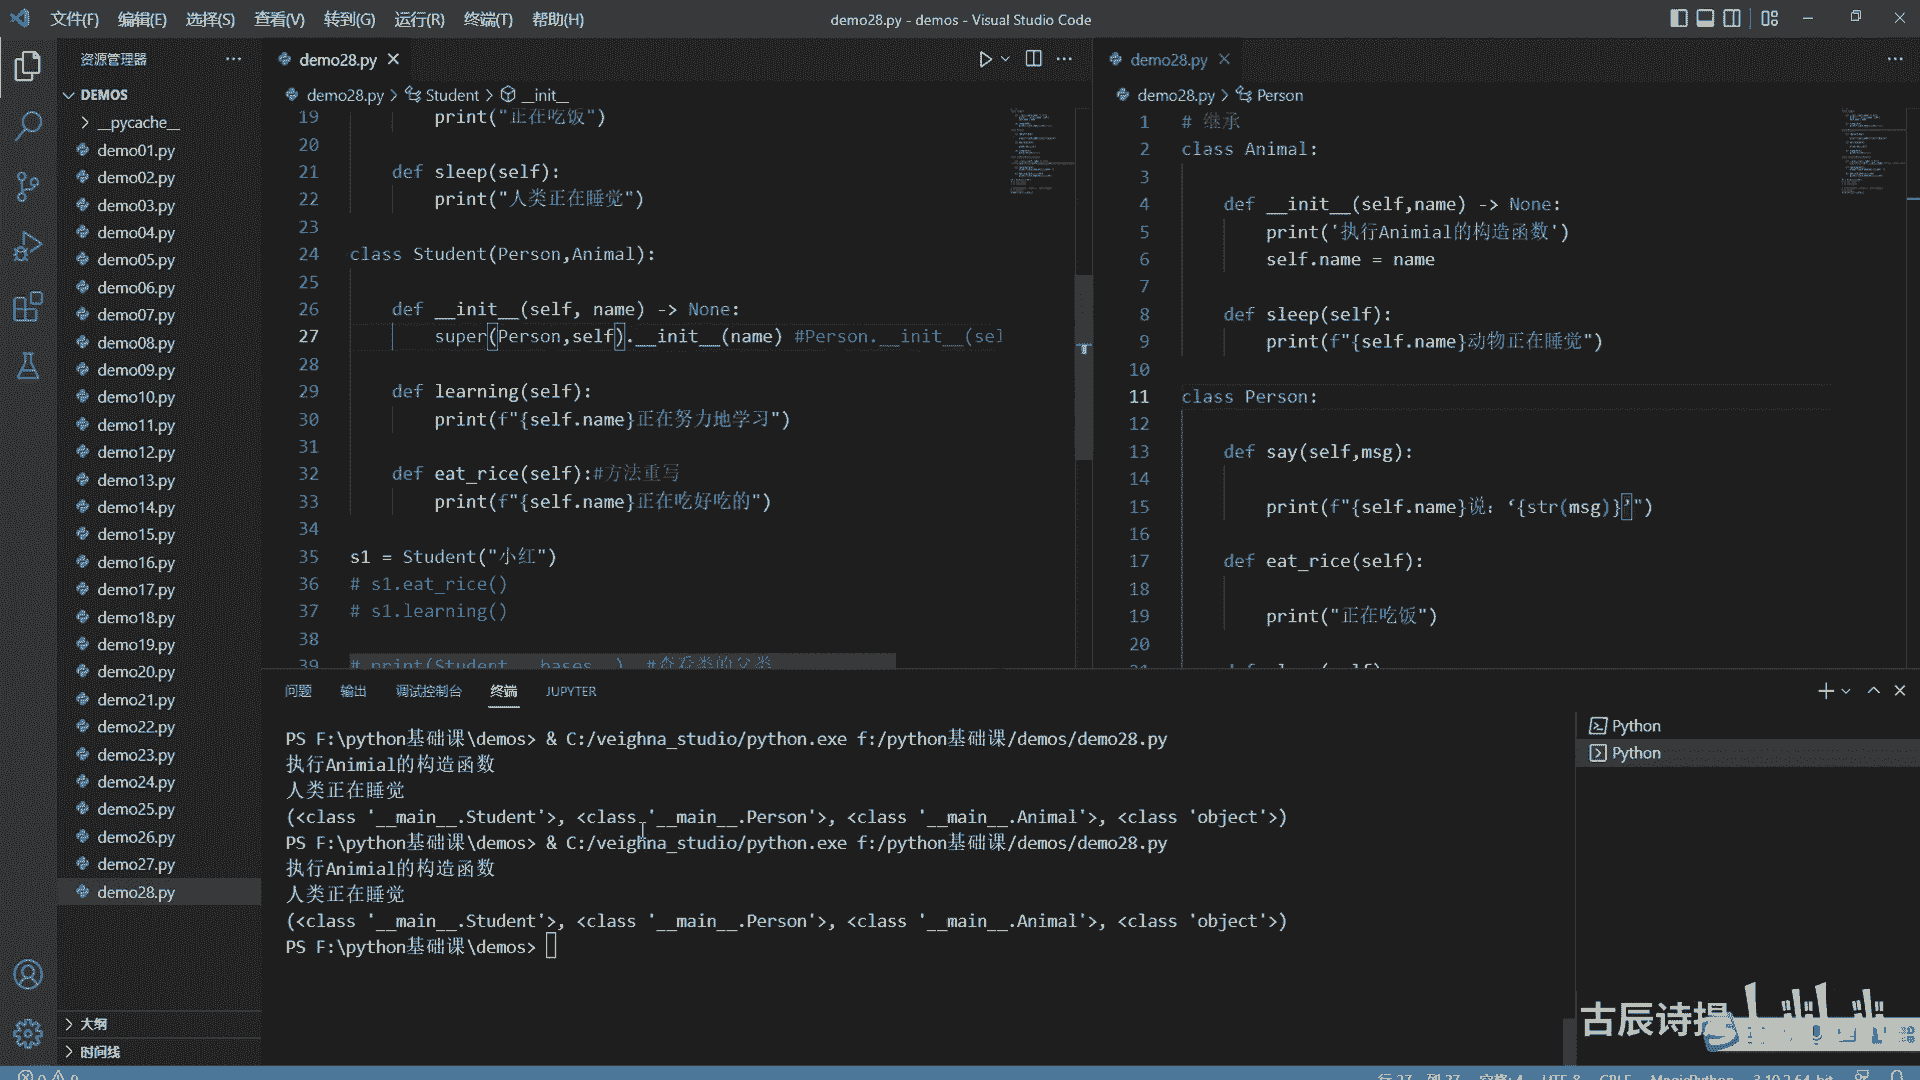 文件(F) 编辑(E) 选择(S) 查看(V) 转到(G) 运行(R) 终端(T) 帮助(H)
demo28.py - demos - Visual Studio Code
资源管理器
DEMOS
__pycache__
demo01.py
demo02.py
demo03.py
demo04.py
demo05.py
demo06.py
demo07.py
demo08.py
demo09.py
demo10.py
demo11.py
demo12.py
demo13.py
demo14.py
demo15.py
demo16.py
demo17.py
demo18.py
demo19.py
demo20.py
demo21.py
demo22.py
demo23.py
demo24.py
demo25.py
demo26.py
demo27.py
demo28.py
大纲
时间线
demo28.py
demo28.py > Student > __init__
19 print("正在吃饭")
20
21 def sleep(self):
22 print("人类正在睡觉")
23
24 class Student(Person,Animal):
25
26 def __init__(self, name) -> None:
27 super(Person,self).__init__(name) #Person.__init__(sel
28
29 def learning(self):
30 print(f"{self.name}正在努力地学习")
31
32 def eat_rice(self):#方法重写
33 print(f"{self.name}正在吃好吃的")
34
35 s1 = Student("小红")
36 # s1.eat_rice()
37 # s1.learning()
38
39 # print(Student.__bases__) #查看类的父类
demo28.py
demo28.py > Person
1 # 继承
2 class Animal:
3
4 def __init__(self,name) -> None:
5 print('执行Animial的构造函数')
6 self.name = name
7
8 def sleep(self):
9 print(f"{self.name}动物正在睡觉")
10
11 class Person:
12
13 def say(self,msg):
14
15 print(f"{self.name}说：‘{str(msg)}’")
16
17 def eat_rice(self):
18
19 print("正在吃饭")
20
问题 输出 调试控制台 终端 JUPYTER
PS F:\python基础课\demos> & C:/veighna_studio/python.exe f:/python基础课/demos/demo28.py
执行Animial的构造函数
人类正在睡觉
(<class '__main__.Student'>, <class '__main__.Person'>, <class '__main__.Animal'>, <class 'object'>)
PS F:\python基础课\demos> & C:/veighna_studio/python.exe f:/python基础课/demos/demo28.py
执行Animial的构造函数
人类正在睡觉
(<class '__main__.Student'>, <class '__main__.Person'>, <class '__main__.Animal'>, <class 'object'>)
PS F:\python基础课\demos>
Python
Python
古辰诗提